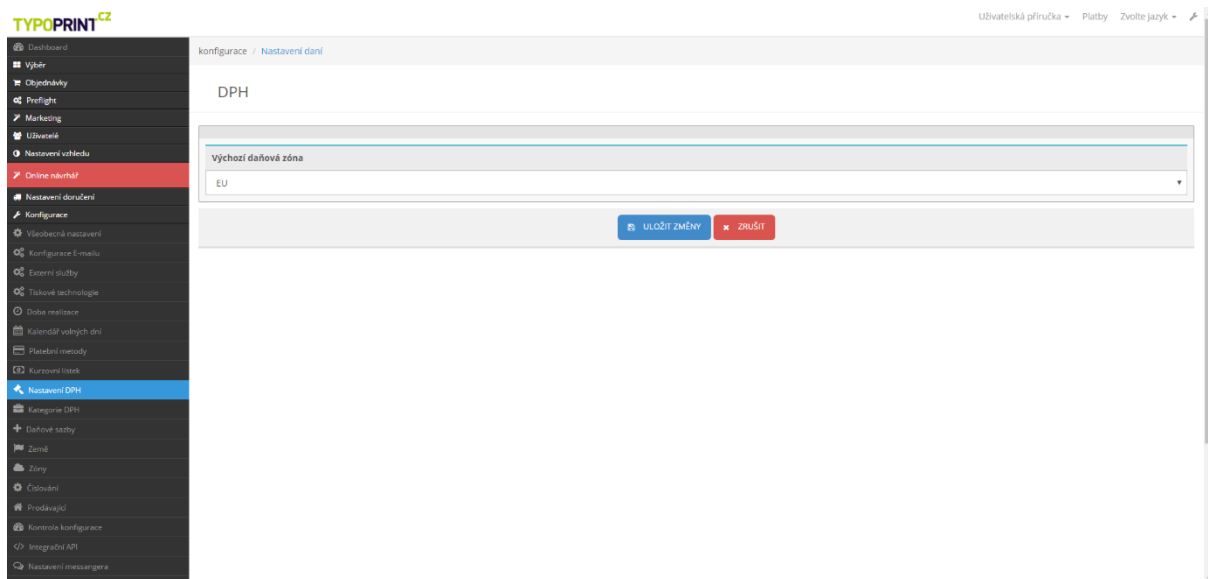 TYPOPRINT.CZ
Uživatelská příručka Platby Zvolte jazyk
Dashboard
Výběr
Objednávky
Preflight
Marketing
Uživatelé
Nastavení vzhledu
Online návrhář
Nastavení doručení
Konfigurace
Všeobecná nastavení
Konfigurace E-mailu
Externí služby
Tiskové technologie
Doba realizace
Kalendář volných dní
Platební metody
Kurzovní lístek
Nastavení DPH
Kategorie DPH
Daňové sazby
Země
Zóny
Číslování
Prodávající
Kontrola konfigurace
Integrační API
Nastavení messangera
konfigurace / Nastavení daní
DPH
Výchozí daňová zóna
EU
ULOŽIT ZMĚNY ZRUŠIT